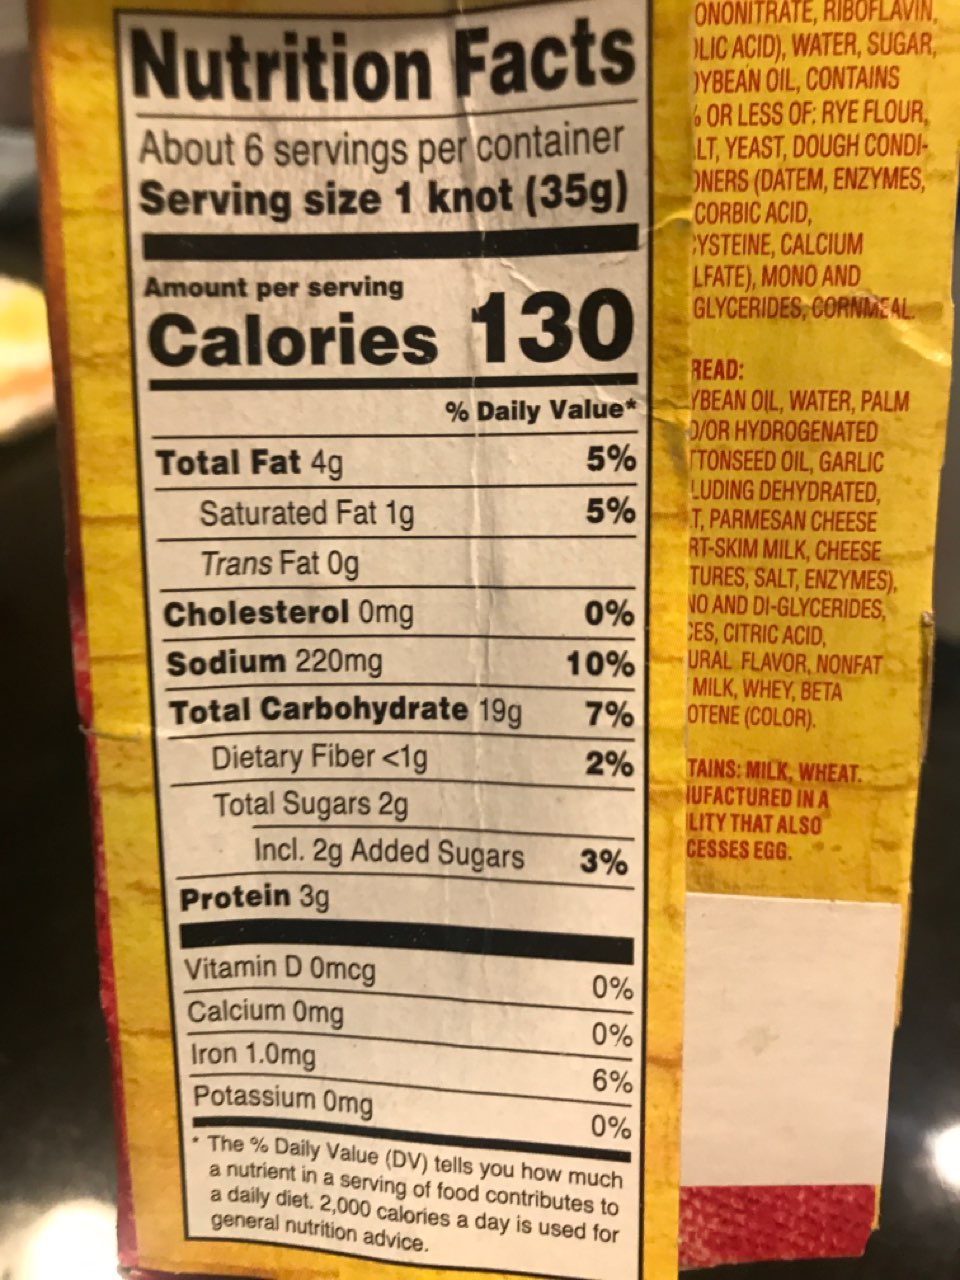 Nutrition Facts
About 6 servings per container
Serving size 1 knot (35g)
Amount per serving
Calories 130
% Daily Value*
Total Fat 4g 5%
Saturated Fat 1g 5%
Trans Fat 0g
Cholesterol 0mg 0%
Sodium 220mg 10%
Total Carbohydrate 19g 7%
Dietary Fiber <1g 2%
Total Sugars 2g
Incl. 2g Added Sugars 3%
Protein 3g
Vitamin D 0mcg 0%
Calcium 0mg 0%
Iron 1.0mg 6%
Potassium 0mg 0%
* The % Daily Value (DV) tells you how much
a nutrient in a serving of food contributes to
a daily diet. 2,000 calories a day is used for
general nutrition advice.
ONONITRATE, RIBOFLAVIN,
LIC ACID), WATER, SUGAR,
YBEAN OIL, CONTAINS
OR LESS OF: RYE FLOUR,
LT, YEAST, DOUGH CONDI-
NERS (DATEM, ENZYMES,
CORBIC ACID,
YSTEINE, CALCIUM
LFATE), MONO AND
GLYCERIDES, CORNMEAL.
READ:
YBEAN OIL, WATER, PALM
D/OR HYDROGENATED
TTONSEED OIL, GARLIC
LUDING DEHYDRATED,
T, PARMESAN CHEESE
RT-SKIM MILK, CHEESE
TURES, SALT, ENZYMES),
NO AND DI-GLYCERIDES,
CES, CITRIC ACID,
URAL FLAVOR, NONFAT
MILK, WHEY, BETA
OTENE (COLOR).
TAINS: MILK, WHEAT.
NUFACTURED IN A
LITY THAT ALSO
CESSES EGG.